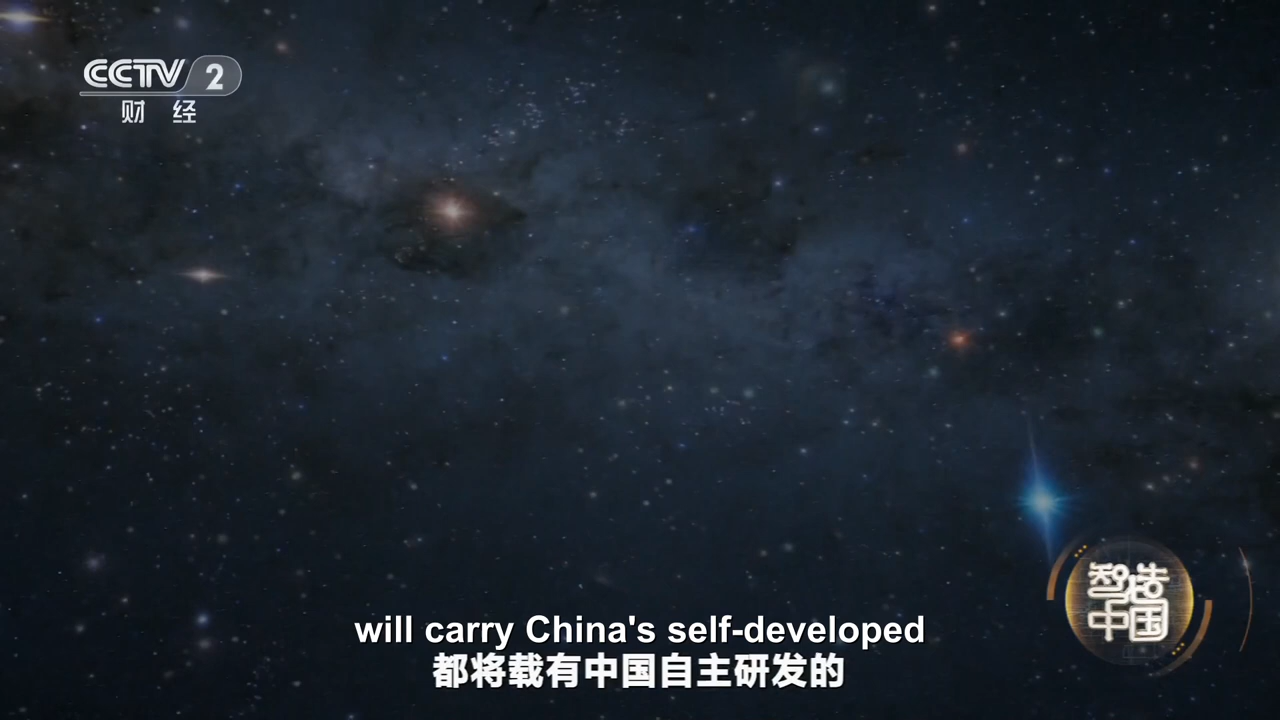 CCTV 2
财 经
will carry China's self-developed
都将载有中国自主研发的
智造
中国